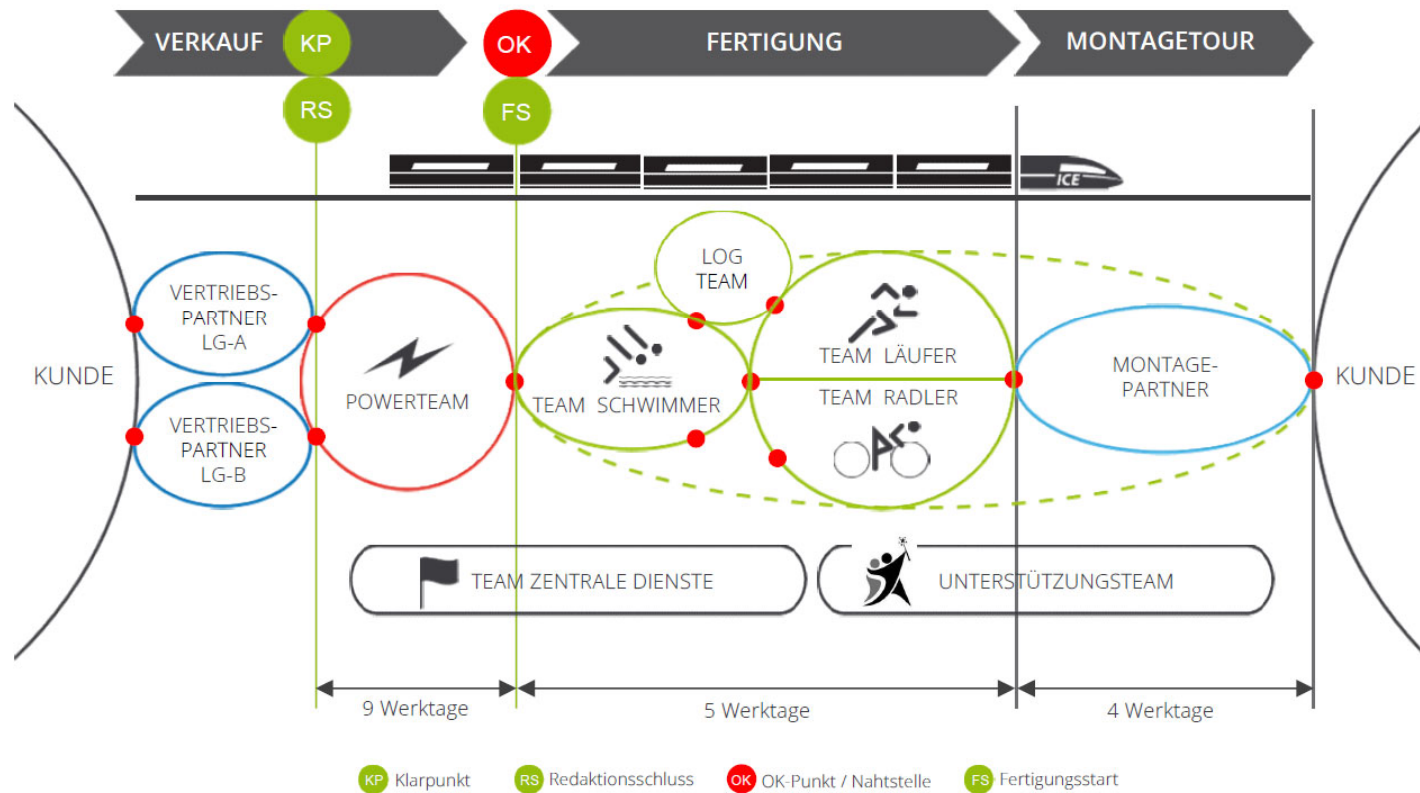 VERKAUF
KP
OK
FERTIGUNG
MONTAGETOUR
RS
FS
ICE
KUNDE
VERTRIEBS-
PARTNER
LG-A
VERTRIEBS-
PARTNER
LG-B
POWERTEAM
LOG
TEAM
TEAM SCHWIMMER
TEAM LÄUFER
TEAM RADLER
MONTAGE-
PARTNER
KUNDE
TEAM ZENTRALE DIENSTE
UNTERSTÜTZUNGSTEAM
9 Werktage
5 Werktage
4 Werktage
KP Klarpunkt
RS Redaktionsschluss
OK OK-Punkt / Nahtstelle
FS Fertigungsstart